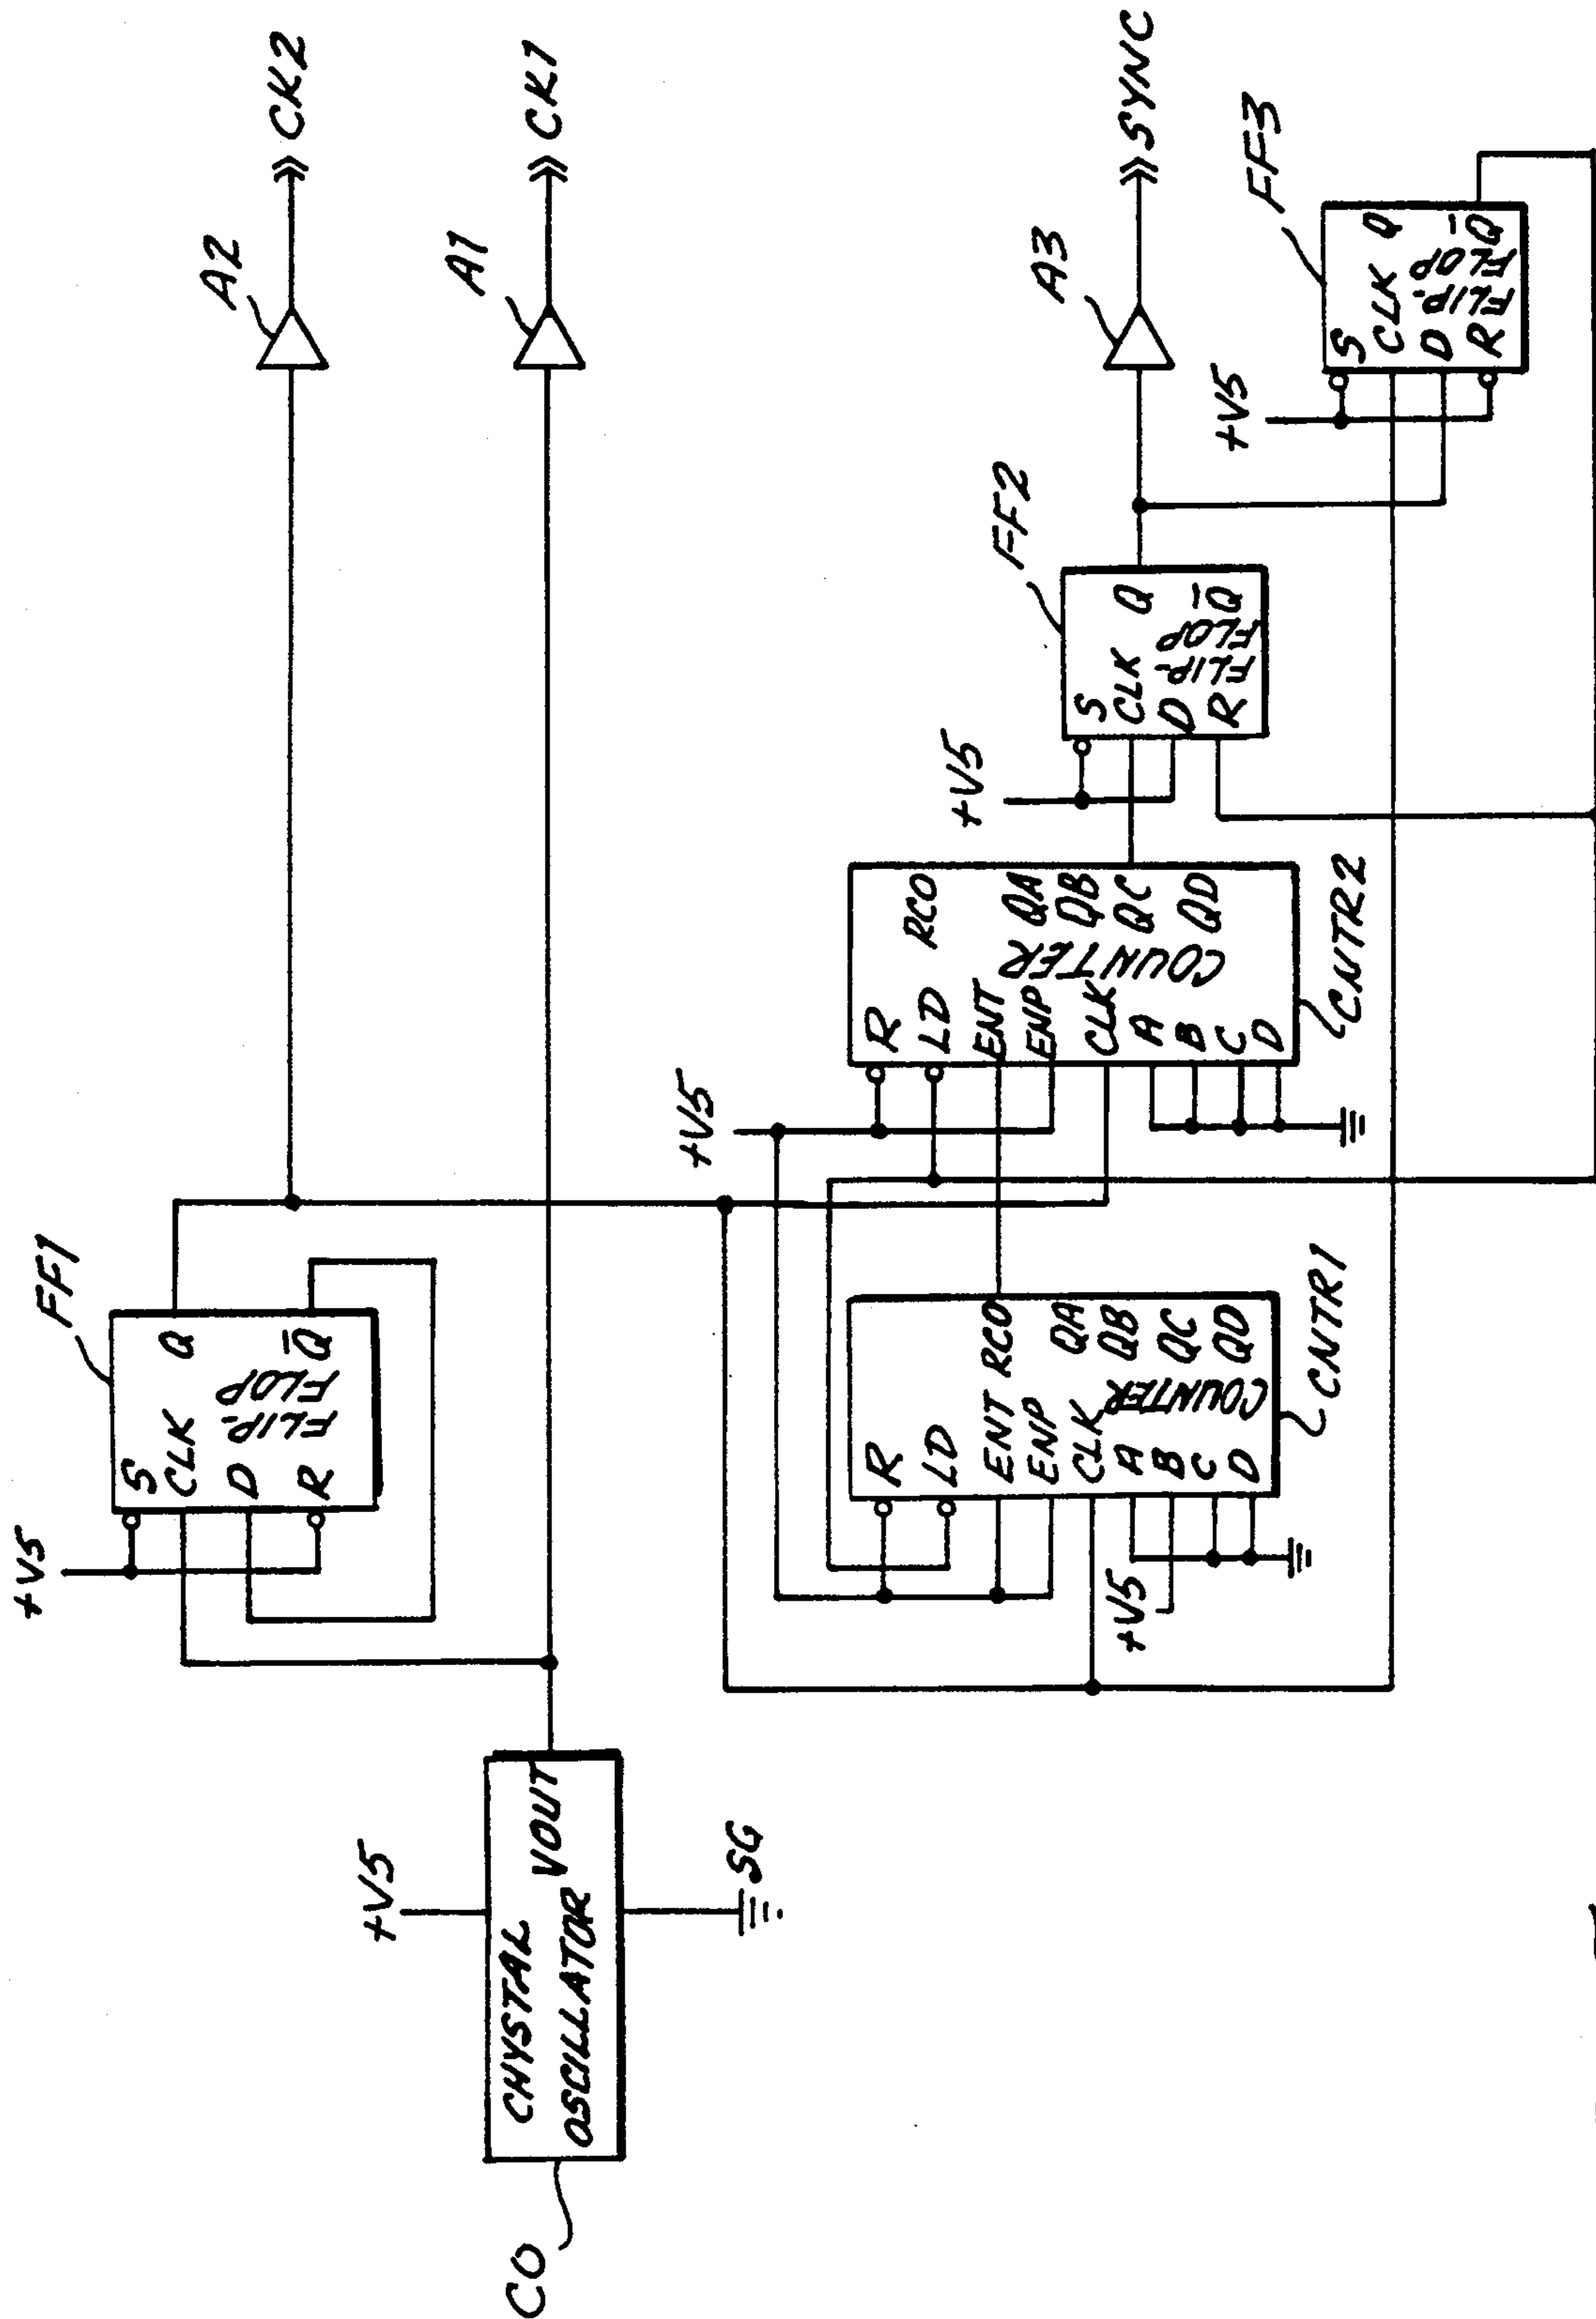 +V5
FF1
S
CLK
D
R
FLIP-
FLOP
Q
Q̅
A2
CK2
A1
CK1
CO
+V5
CHYSTAL
OSCILLATOR
VOUT
SG
+V5
R
LD
ENT
ENP
CLK
A
B
C
D
COUNTER
RCO
QA
QB
QC
QD
+V5
CNTR1
R
LD
ENT
ENP
CLK
A
B
C
D
COUNTER
RCO
QA
QB
QC
QD
CNTR2
+V5
FF2
S
CLK
D
R
FLIP-
FLOP
Q
Q̅
A3
SYNC
+V5
FF3
S
CLK
D
R
FLIP-
FLOP
Q
Q̅